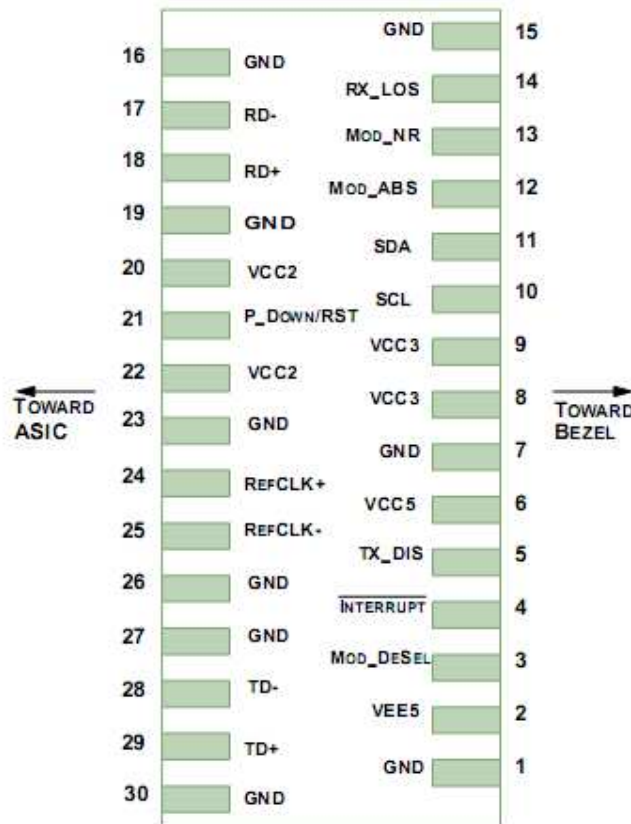 GND 15
16 GND
RX_LOS 14
17 RD-
MOD_NR 13
18 RD+
MOD_ABS 12
19 GND
SDA 11
20 VCC2
SCL 10
21 P_DOWN/RST
VCC3 9
22 VCC2
VCC3 8
TOWARD
ASIC
TOWARD
BEZEL
23 GND
GND 7
24 REFCLK+
VCC5 6
25 REFCLK-
TX_DIS 5
26 GND
INTERRUPT 4
27 GND
MOD_DESEL 3
28 TD-
VEE5 2
29 TD+
GND 1
30 GND